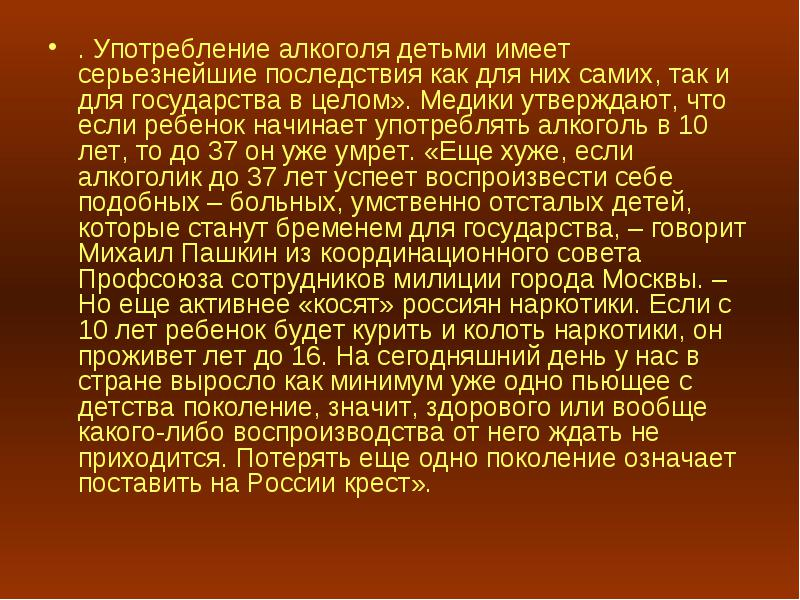 • . Употребление алкоголя детьми имеет
серьезнейшие последствия как для них самих, так и
для государства в целом». Медики утверждают, что
если ребенок начинает употреблять алкоголь в 10
лет, то до 37 он уже умрет. «Еще хуже, если
алкоголик до 37 лет успеет воспроизвести себе
подобных – больных, умственно отсталых детей,
которые станут бременем для государства, – говорит
Михаил Пашкин из координационного совета
Профсоюза сотрудников милиции города Москвы. –
Но еще активнее «косят» россиян наркотики. Если с
10 лет ребенок будет курить и колоть наркотики, он
проживет лет до 16. На сегодняшний день у нас в
стране выросло как минимум уже одно пьющее с
детства поколение, значит, здорового или вообще
какого-либо воспроизводства от него ждать не
приходится. Потерять еще одно поколение означает
поставить на России крест».